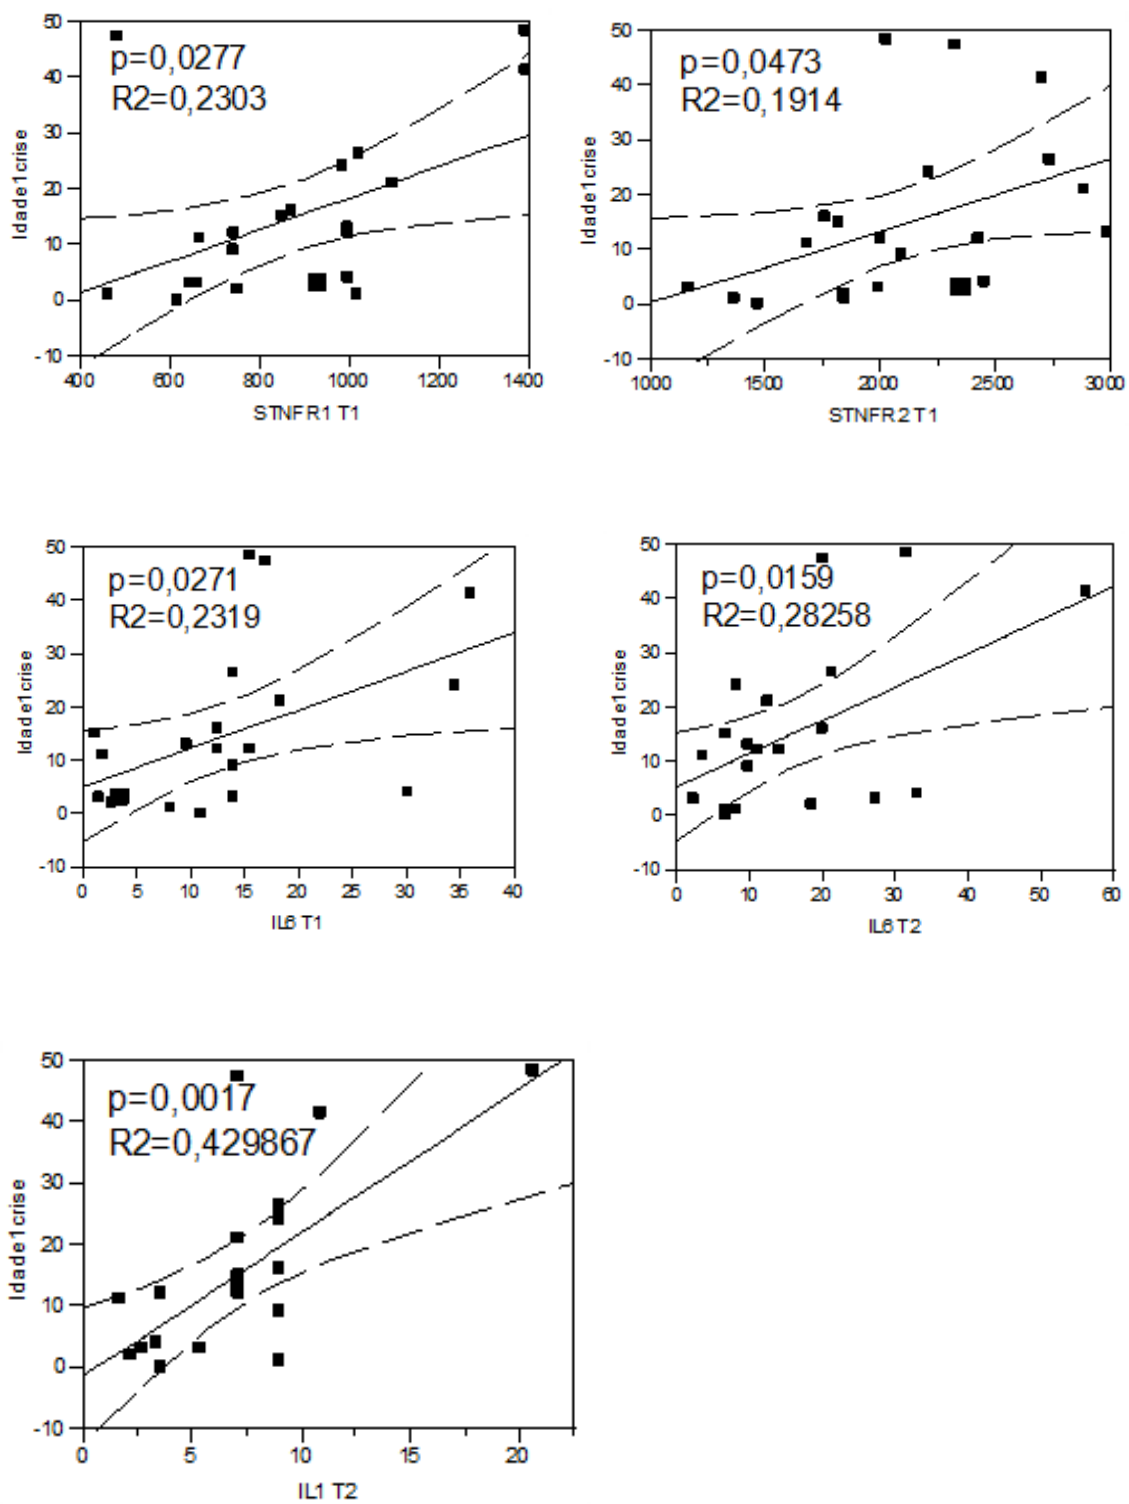 50
40
30
20
10
0
-10
Idade1crise
p=0,0277
R2=0,2303
400 600 800 1000 1200 1400
STNFR1 T1
50
40
30
20
10
0
-10
Idade1crise
p=0,0473
R2=0,1914
1000 1500 2000 2500 3000
STNFR2 T1
50
40
30
20
10
0
-10
Idade1crise
p=0,0271
R2=0,2319
0 5 10 15 20 25 30 35 40
IL6 T1
50
40
30
20
10
0
-10
Idade1crise
p=0,0159
R2=0,28258
0 10 20 30 40 50 60
IL6 T2
50
40
30
20
10
0
-10
Idade1crise
p=0,0017
R2=0,429867
0 5 10 15 20
IL1 T2